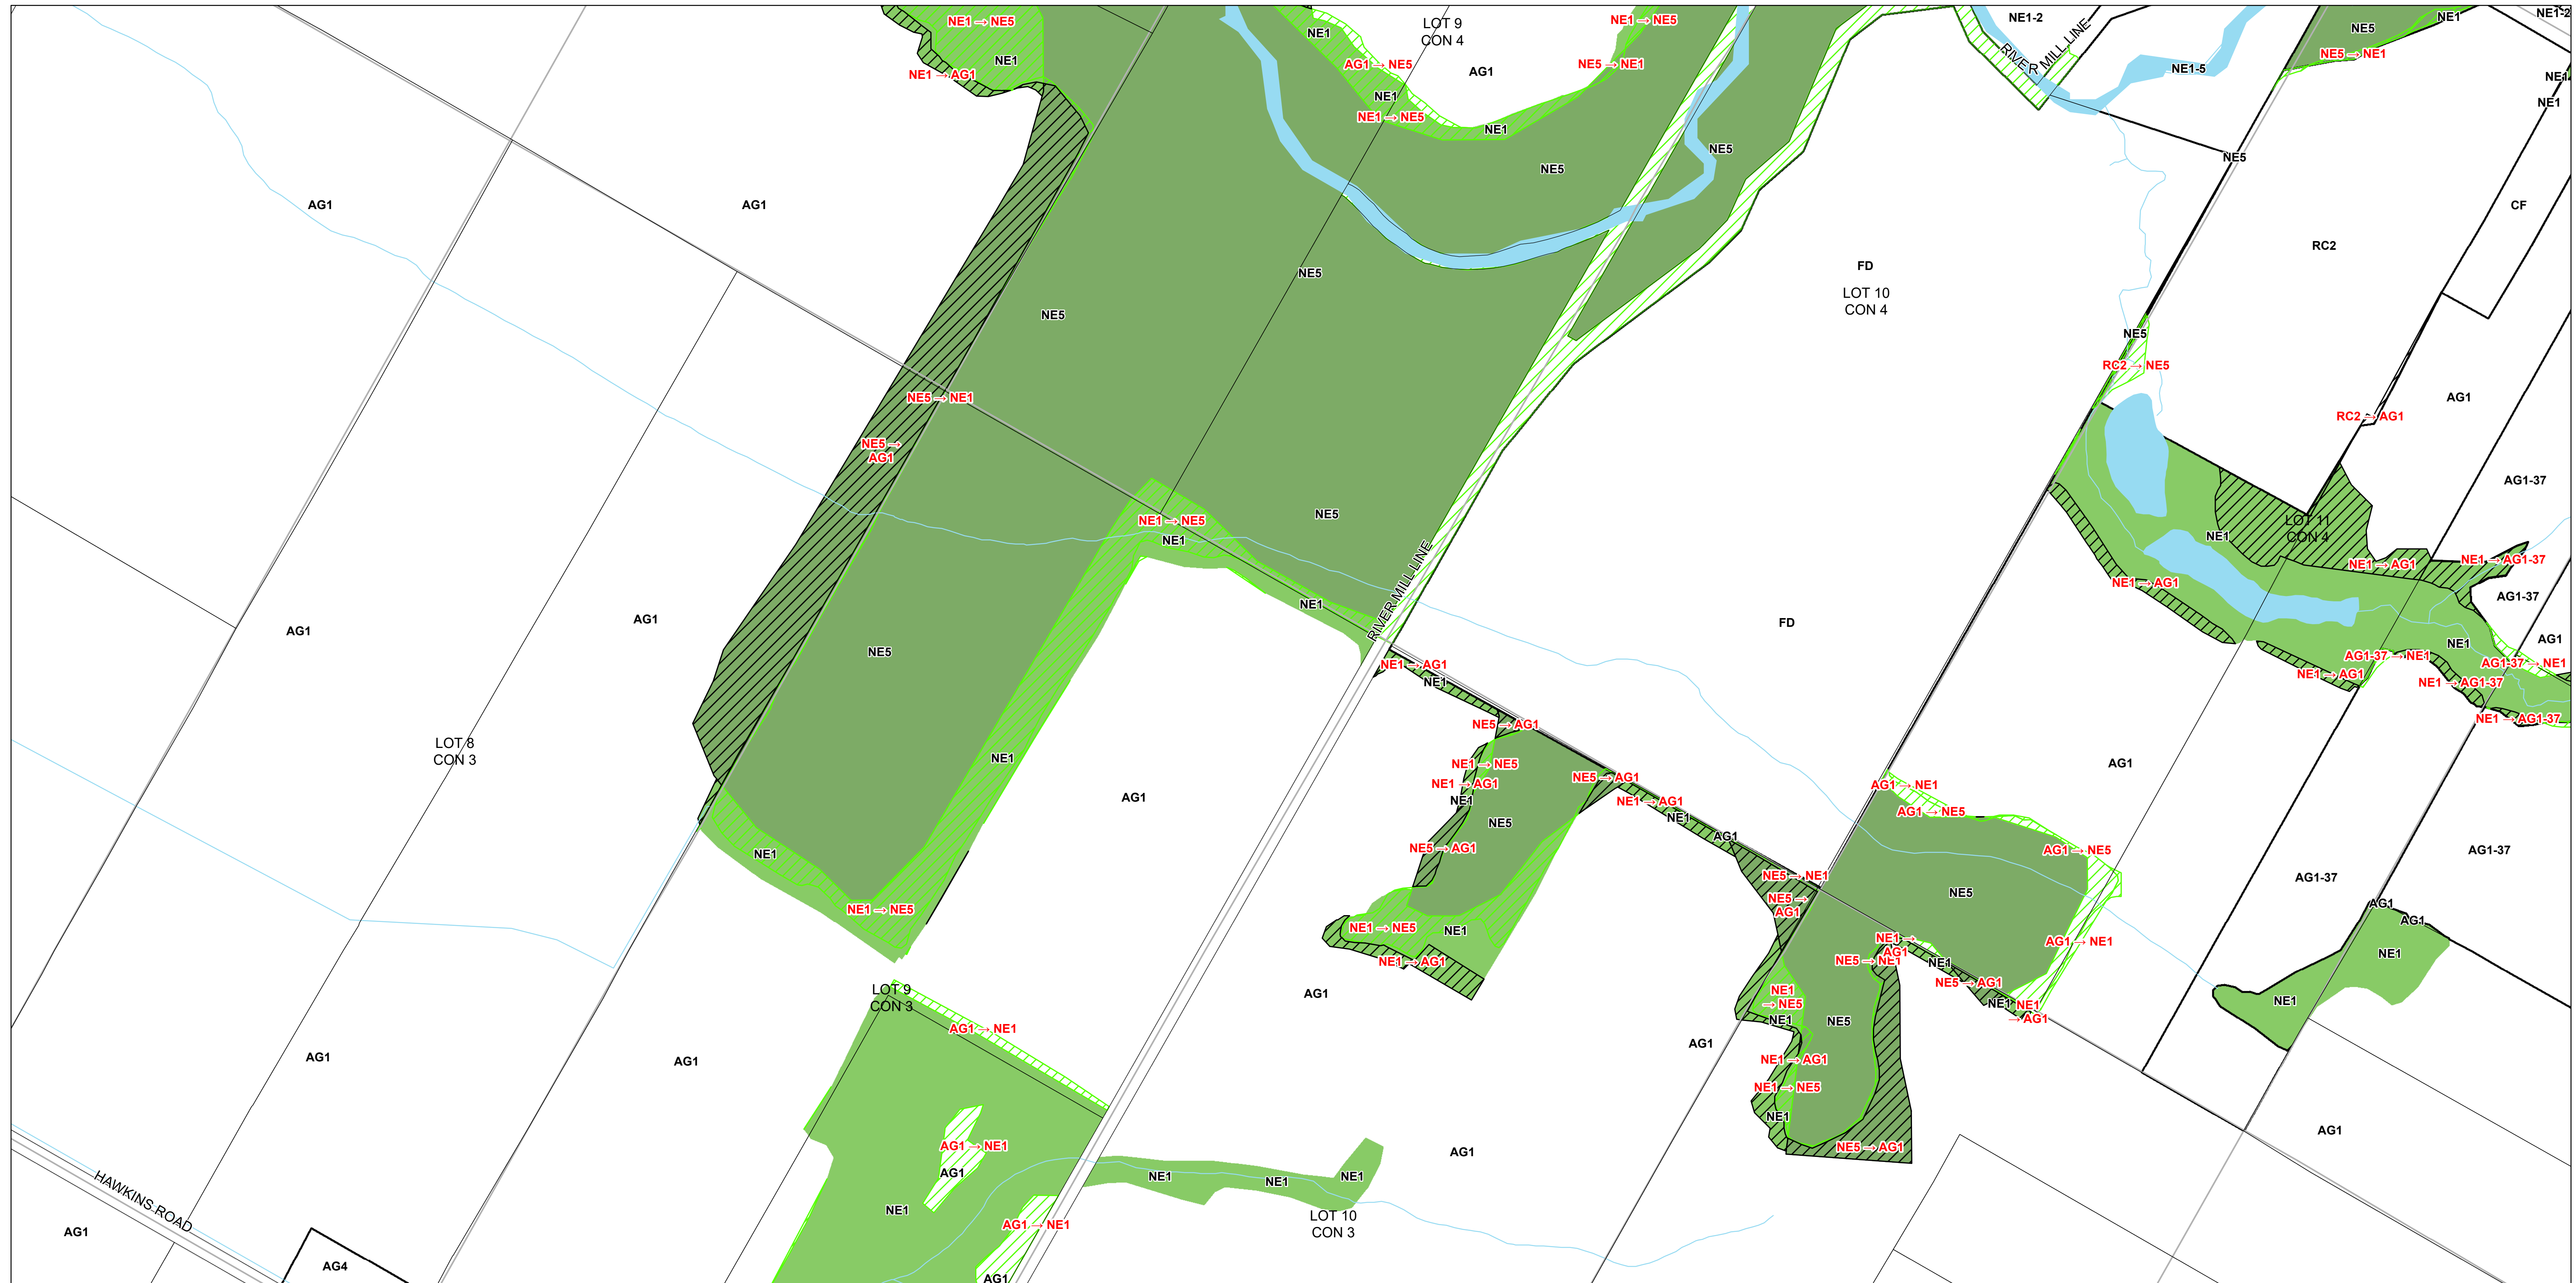 NE1 → NE5
NE1
NE1 → AG1
NE1
LOT 9
CON 4
AG1 → NE5
AG1
NE1
NE1 → NE5
NE1
NE1 → NE5
NE5 → NE1
NE5
NE5
NE1-2
RIVER MILL LINE
NE1-5
NE5
NE1
NE5 → NE1
NE1-2
NE1
NE1
NE5
CF
RC2
AG1
AG1
NE5
NE5
FD
LOT 10
CON 4
NE5
RC2 → NE5
RC2 → AG1
AG1
NE5 → NE1
NE5 →
AG1
AG1-37
NE1 → NE5
NE1
NE5
LOT 11
CON 4
NE1
NE1 → AG1
NE1 → AG1-37
NE1 → AG1
AG1-37
RIVER MILL LINE
NE1
AG1
AG1
NE5
FD
AG1
NE1
AG1-37 → NE1
AG1-37 → NE1
NE1 → AG1
NE1 → AG1-37
NE1 → AG1-37
NE1 → AG1
NE1
NE5 → AG1
LOT 8
CON 3
NE1
AG1
NE1 → NE5
NE1 → AG1
NE1
NE5
NE5 → AG1
NE5 → AG1
NE1 → AG1
NE1
AG1
AG1
AG1 → NE1
AG1 → NE5
AG1 → NE5
AG1-37
AG1-37
NE1
NE1 → NE5
NE5 → NE1
NE5 →
AG1
NE5
NE1 → NE5
NE1
NE1 → AG1
NE1 →
AG1
NE5 → NE1
NE1
NE5 → AG1
AG1 → NE1
NE1
NE1
→ AG1
AG1
AG1
NE1
NE1
LOT 9
CON 3
AG1 → NE1
AG1
NE1
→ NE5
NE1
NE5
AG1
AG1
AG1
NE1 → AG1
NE1 → NE5
NE1
NE5 → AG1
AG1
AG1 → NE1
AG1
NE1
AG1 → NE1
AG1
NE1
NE1
NE1
AG1
LOT 10
CON 3
HAWKINS ROAD
AG1
AG4